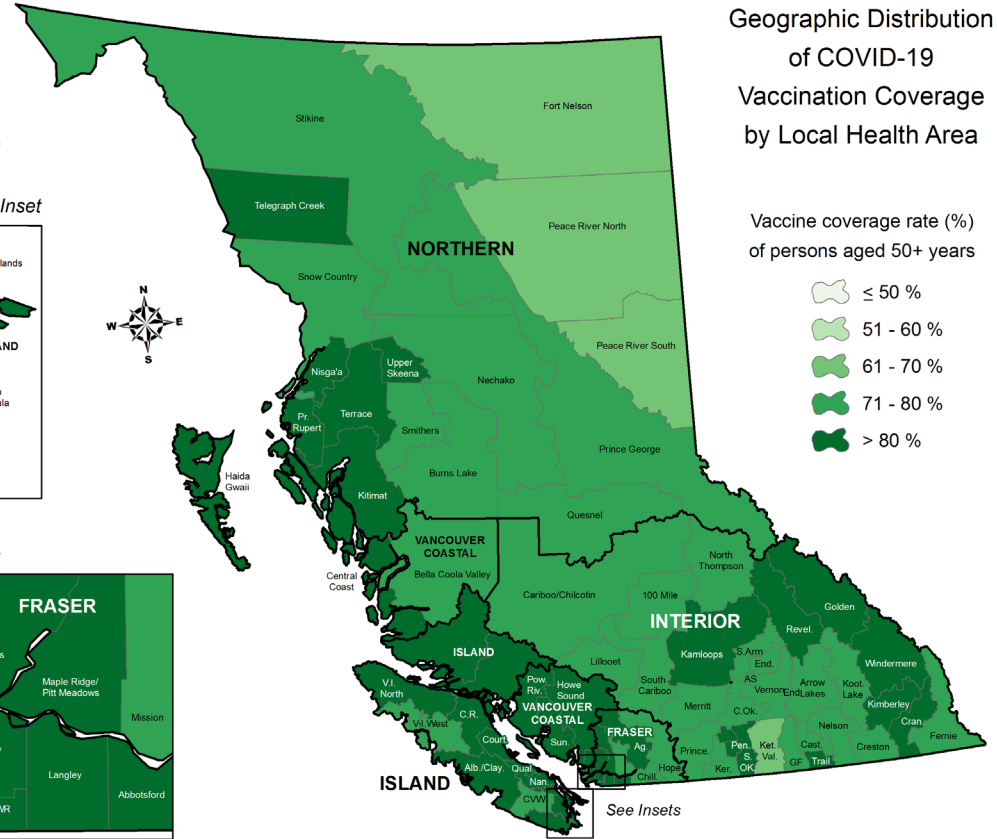 Geographic Distribution
of COVID-19
Vaccination Coverage
by Local Health Area
Vaccine coverage rate (%)
of persons aged 50+ years
≤ 50 %
51 - 60 %
61 - 70 %
71 - 80 %
> 80 %
Inset
N
W
E
S
NORTHERN
Fort Nelson
Stikine
Telegraph Creek
Peace River North
Snow Country
Peace River South
Nisga'a
Upper
Skeena
Nechako
Terrace
Pr.
Rupert
Smithers
Prince George
Burns Lake
Haida
Gwaii
Kitimat
Quesnel
VANCOUVER
COASTAL
Bella Coola Valley
Central
Coast
North
Thompson
Cariboo/Chilcotin
100 Mile
INTERIOR
Golden
Revel.
ISLAND
Kamloops
S.Arm
End.
Lillooet
Windermere
V.I.
North
Pow.
Riv.
Howe
Sound
South
Cariboo
AS
Vernon
Arrow
Lakes
End
Koot.
Lake
Kimberley
VANCOUVER
COASTAL
Merritt
C.Ok.
Cran.
C.R.
V.I.West
Nelson
Fernie
FRASER
Ag.
Court.
Sun.
Prince.
Pen.
S.
OK
Ket.
Val.
Cast.
Creston
Alb./Clay.
Qual.
Nan.
Hope
Chill.
Ker.
GF
Trail
ISLAND
CVW
See Insets
FRASER
Maple Ridge/
Pitt Meadows
Mission
Langley
Abbotsford